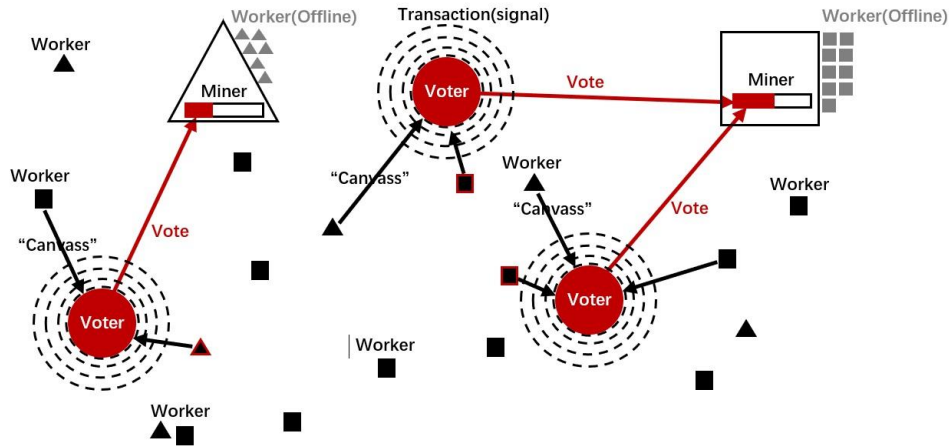 Worker(Offline)
Transaction(signal)
Worker(Offline)
Worker
Miner
Voter
Vote
Miner
Worker
"Canvass"
Worker
"Canvass"
Worker
Vote
"Canvass"
Vote
Voter
Voter
Worker
Worker